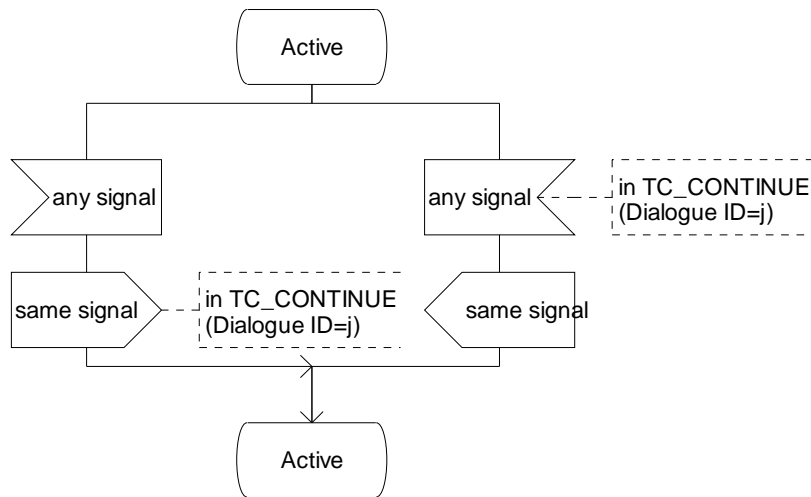 Active
any signal
any signal
in TC_CONTINUE
(Dialogue ID=j)
same signal
in TC_CONTINUE
(Dialogue ID=j)
same signal
Active